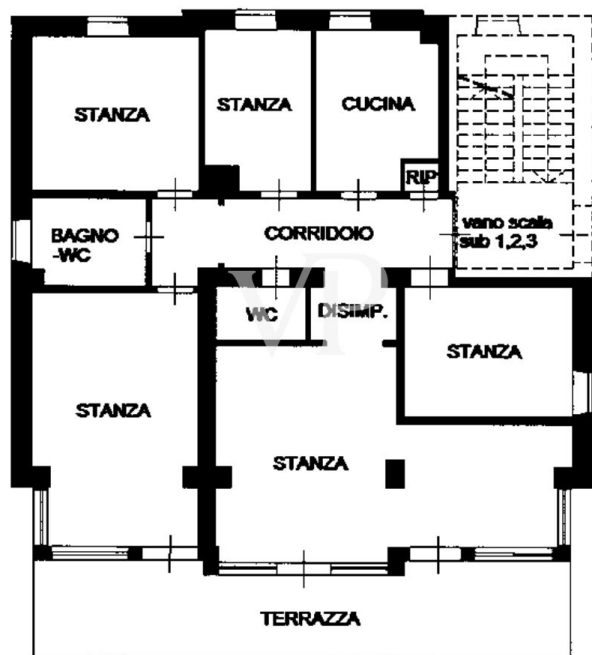 STANZA
STANZA
CUCINA
RIP
BAGNO
-WC
CORRIDOIO
vano scala
sub 1,2,3
VP
WC
DISIMP.
STANZA
STANZA
STANZA
TERRAZZA